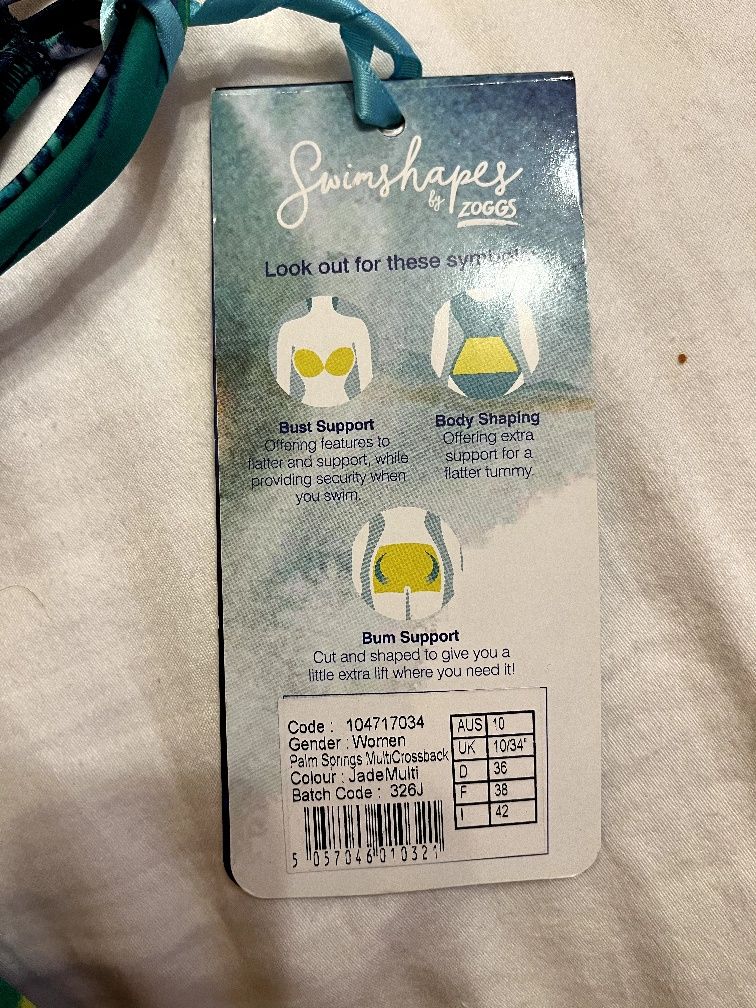 Swimshapes
by ZOGGS
Look out for these
Bust Support
Offering features to
flatter and support, while
providing security when
you swim.
Body Shaping
Offering extra
support for a
flatter tummy.
Bum Support
Cut and shaped to give you a
little extra lift where you need it!
Code : 104717034
Gender : Women
Palm Springs MultiCrossback
Colour : JadeMulti
Batch Code : 326J
AUS 10
UK 10/34"
D 36
F 38
I 42
5 057046 010321